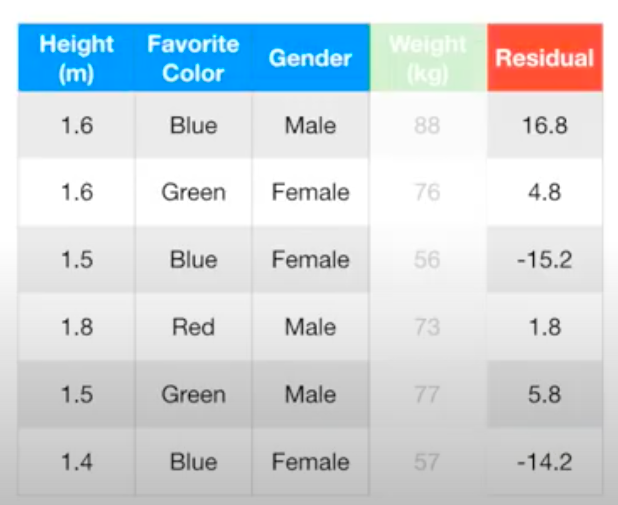 Height (m) Favorite Color Gender Weight (kg) Residual
1.6 Blue Male 88 16.8
1.6 Green Female 76 4.8
1.5 Blue Female 56 -15.2
1.8 Red Male 73 1.8
1.5 Green Male 77 5.8
1.4 Blue Female 57 -14.2